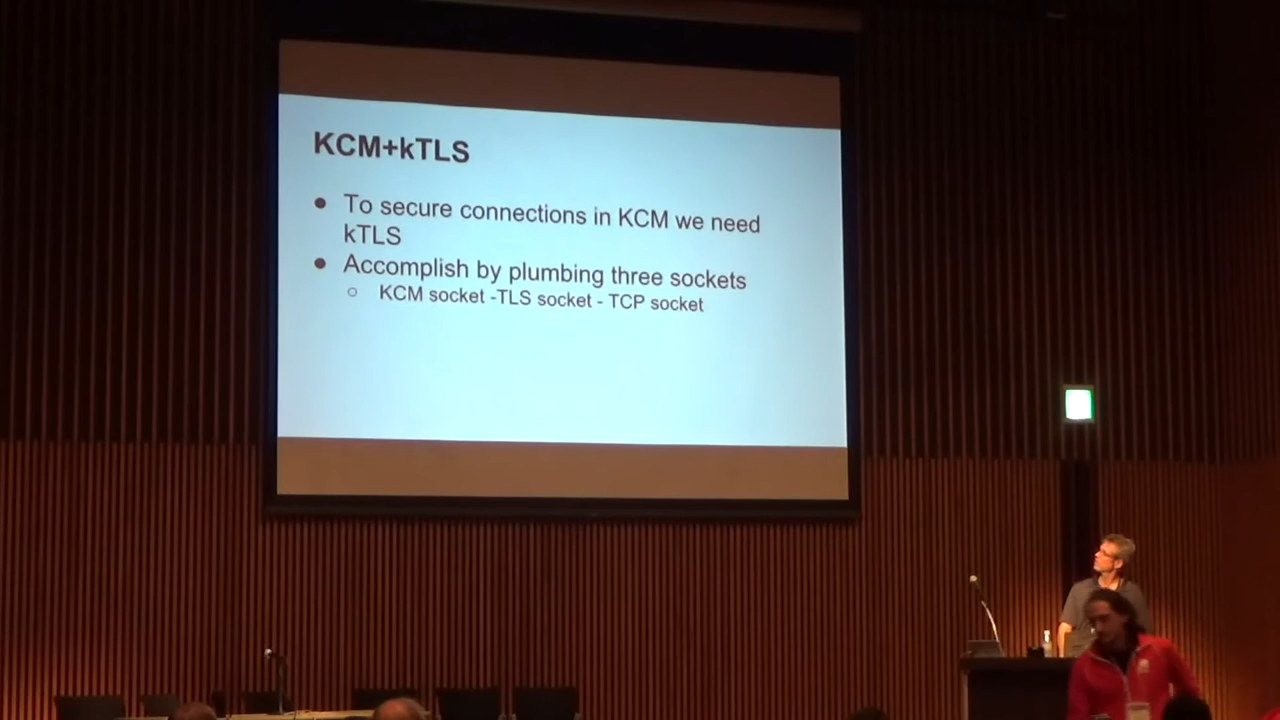 KCM+kTLS
● To secure connections in KCM we need
kTLS
● Accomplish by plumbing three sockets
○ KCM socket -TLS socket - TCP socket